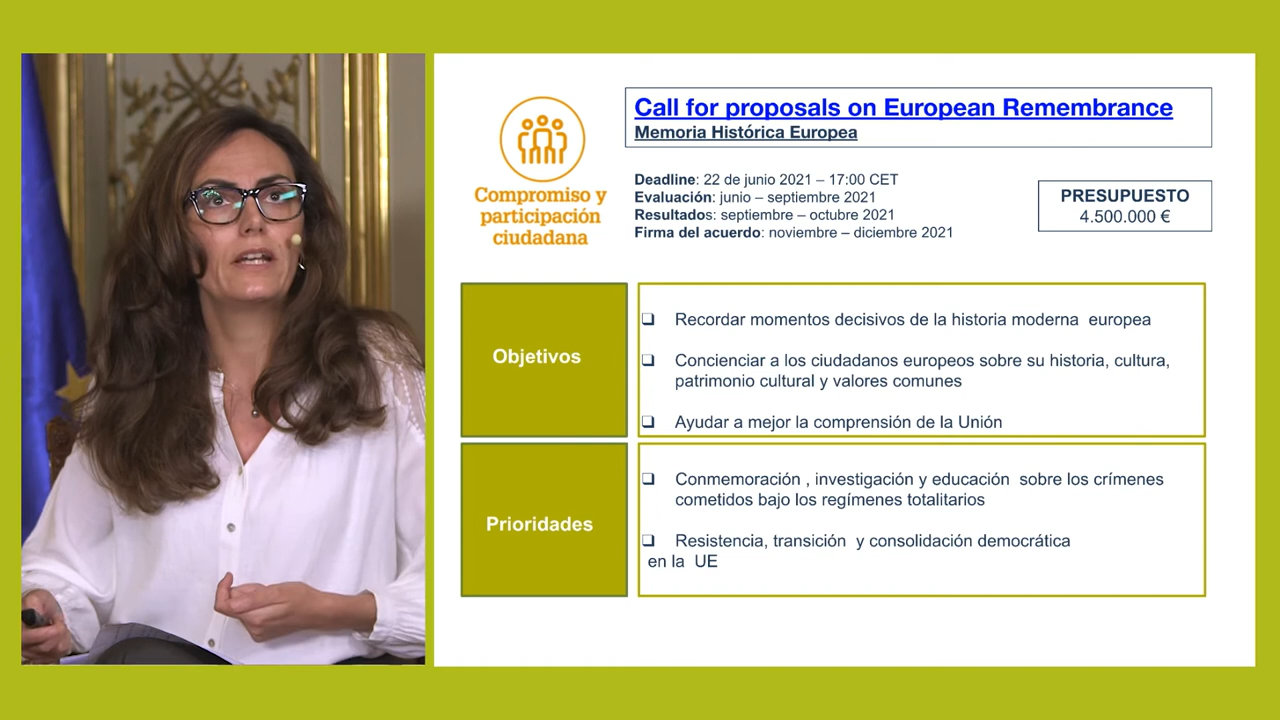 Call for proposals on European Remembrance
Memoria Histórica Europea
Compromiso y
participación
ciudadana
Deadline: 22 de junio 2021 – 17:00 CET
Evaluación: junio – septiembre 2021
Resultados: septiembre – octubre 2021
Firma del acuerdo: noviembre – diciembre 2021
PRESUPUESTO
4.500.000 €
Objetivos
Recordar momentos decisivos de la historia moderna europea
Concienciar a los ciudadanos europeos sobre su historia, cultura,
patrimonio cultural y valores comunes
Ayudar a mejor la comprensión de la Unión
Prioridades
Conmemoración , investigación y educación sobre los crímenes
cometidos bajo los regímenes totalitarios
Resistencia, transición y consolidación democrática
en la UE